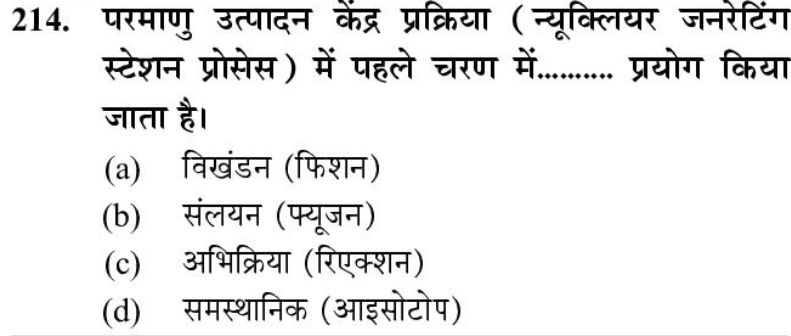 214. परमाणु उत्पादन केंद्र प्रक्रिया (न्यूक्लियर जनरेटिंग
स्टेशन प्रोसेस) में पहले चरण में.......... प्रयोग किया
जाता है।
(a) विखंडन (फिशन)
(b) संलयन (फ्यूजन)
(c) अभिक्रिया (रिएक्शन)
(d) समस्थानिक (आइसोटोप)